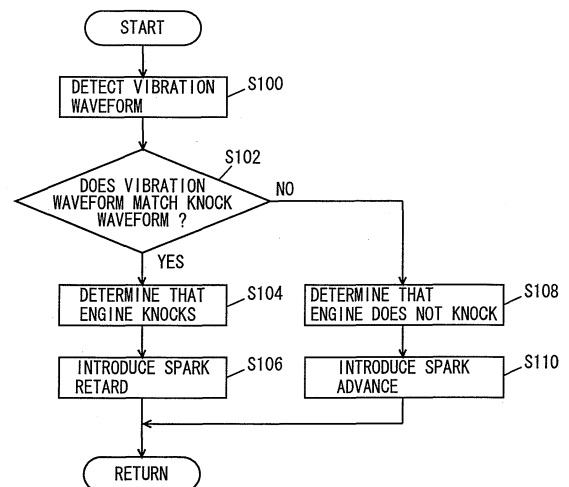 START
DETECT VIBRATION
WAVEFORM
S100
S102
DOES VIBRATION
WAVEFORM MATCH KNOCK
WAVEFORM ?
NO
YES
DETERMINE THAT
ENGINE KNOCKS
S104
DETERMINE THAT
ENGINE DOES NOT KNOCK
S108
INTRODUCE SPARK
RETARD
S106
INTRODUCE SPARK
ADVANCE
S110
RETURN